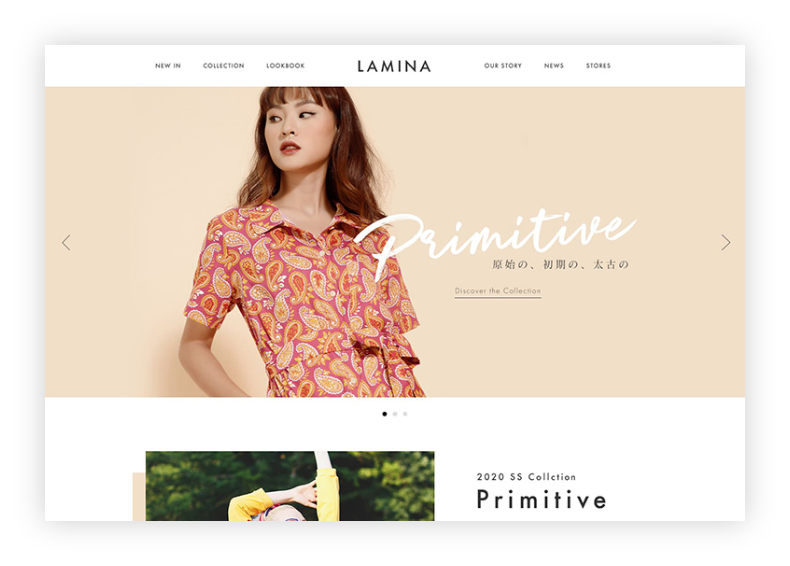 NEW IN COLLECTION LOOKBOOK LAMINA OUR STORY NEWS STORES
Primitive
原始の、初期の、太古の
Discover the Collection
2020 SS Collction
Primitive